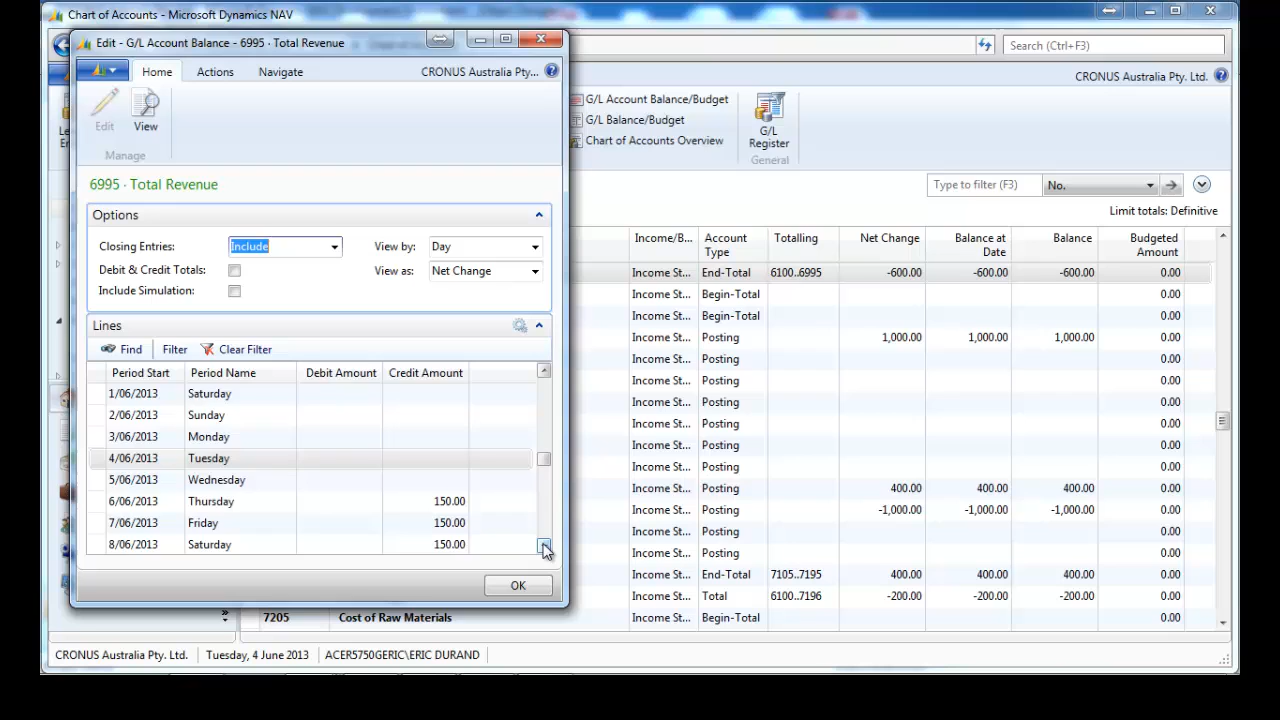 Chart of Accounts - Microsoft Dynamics NAV
Edit - G/L Account Balance - 6995 · Total Revenue
Search (Ctrl+F3)
Home Actions Navigate CRONUS Australia Pty...
CRONUS Australia Pty. Ltd.
Edit
View
Manage
G/L Account Balance/Budget
G/L Balance/Budget
Chart of Accounts Overview
G/L
Register
General
6995 · Total Revenue
Type to filter (F3) No.
Limit totals: Definitive
Options
Closing Entries: Include View by: Day
Debit & Credit Totals: View as: Net Change
Include Simulation:
Lines
Find Filter Clear Filter
Period Start Period Name Debit Amount Credit Amount
1/06/2013 Saturday
2/06/2013 Sunday
3/06/2013 Monday
4/06/2013 Tuesday
5/06/2013 Wednesday
6/06/2013 Thursday 150.00
7/06/2013 Friday 150.00
8/06/2013 Saturday 150.00
OK
Income/B... Account Type Totalling Net Change Balance at Date Balance Budgeted Amount
Income St... End-Total 6100..6995 -600.00 -600.00 -600.00 0.00
Income St... Begin-Total 0.00
Income St... Begin-Total 0.00
Income St... Posting 1,000.00 1,000.00 1,000.00 0.00
Income St... Posting 0.00
Income St... Posting 0.00
Income St... Posting 0.00
Income St... Posting 0.00
Income St... Posting 0.00
Income St... Posting 0.00
Income St... Posting 400.00 400.00 400.00 0.00
Income St... Posting -1,000.00 -1,000.00 -1,000.00 0.00
Income St... Posting 0.00
Income St... Posting 0.00
Income St... End-Total 7105..7195 400.00 400.00 400.00 0.00
Income St... Total 6100..7196 -200.00 -200.00 -200.00 0.00
7205 Cost of Raw Materials Income St... Begin-Total 0.00
CRONUS Australia Pty. Ltd. Tuesday, 4 June 2013 ACER5750GERIC\ERIC DURAND